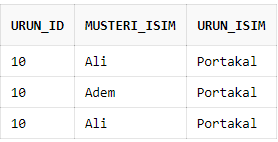 URUN_ID MUSTERI_ISIM URUN_ISIM
10 Ali Portakal
10 Adem Portakal
10 Ali Portakal